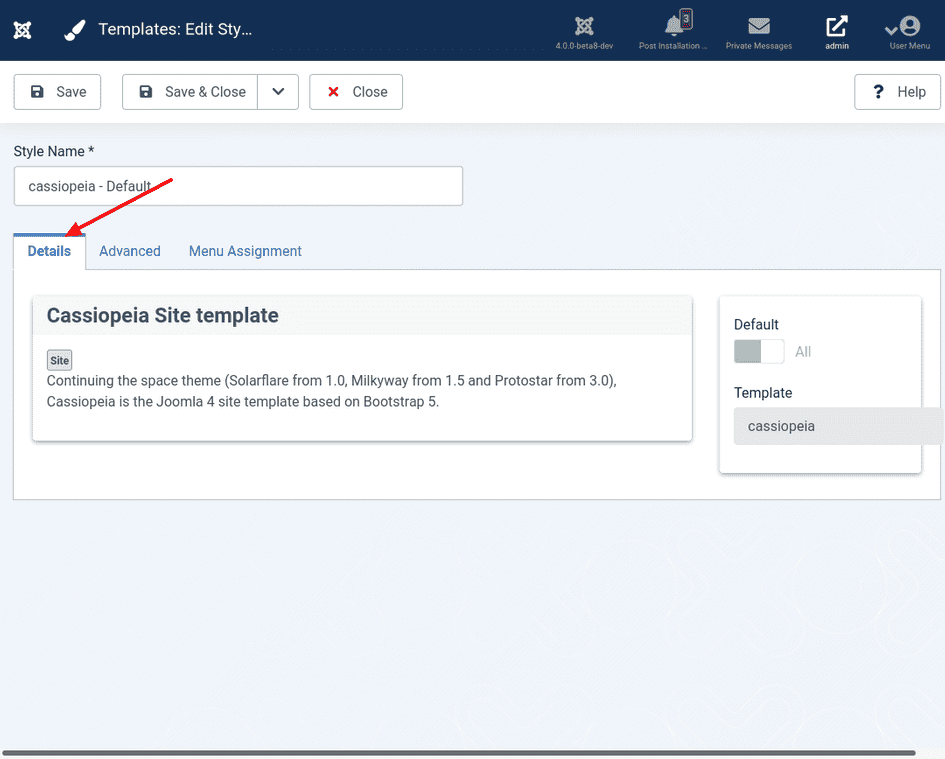 Templates: Edit Sty...
4.0.0-beta8-dev
3
Post Installation ...
Private Messages
admin
User Menu
Save
Save & Close
Close
? Help
Style Name *
cassiopeia - Default
Details
Advanced
Menu Assignment
Cassiopeia Site template
Site
Continuing the space theme (Solarflare from 1.0, Milkyway from 1.5 and Protostar from 3.0),
Cassiopeia is the Joomla 4 site template based on Bootstrap 5.
Default
All
Template
cassiopeia